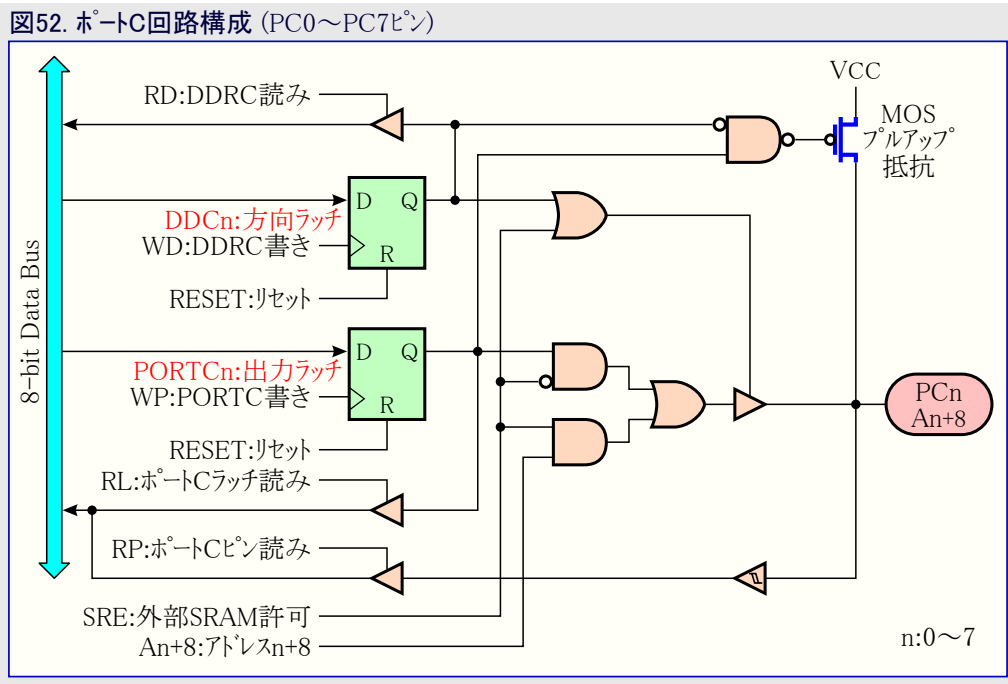 図52. ﾎﾟｰﾄC回路構成 (PC0～PC7ﾋﾟﾝ)
RD:DDRC読み
VCC
MOS
ﾌﾟﾙｱｯﾌﾟ
抵抗
D Q
DDCn:方向ﾗｯﾁ
WD:DDRC書き
R
RESET:ﾘｾｯﾄ
8-bit Data Bus
D Q
PORTCn:出力ﾗｯﾁ
WP:PORTC書き
R
PCn
An+8
RESET:ﾘｾｯﾄ
RL:ﾎﾟｰﾄCﾗｯﾁ読み
RP:ﾎﾟｰﾄCﾋﾟﾝ読み
SRE:外部SRAM許可
An+8:ｱﾄﾞﾚｽn+8
n:0～7